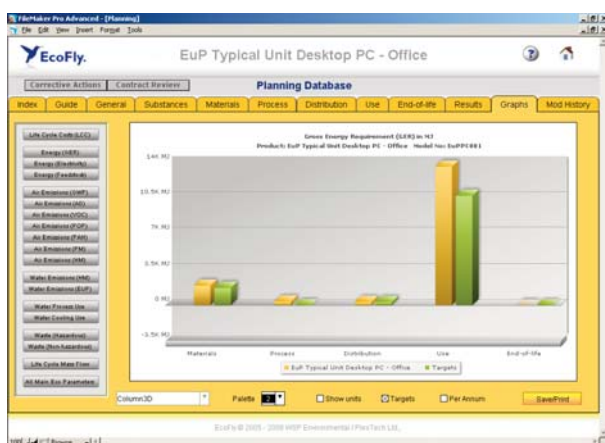 FileMaker Pro Advanced - [Planning]
File Edit View Insert Format Tools
EcoFly.
EuP Typical Unit Desktop PC - Office
Corrective Actions
Contract Review
Planning Database
Index Guide General Substances Materials Process Distribution Use End-of-life Results Graphs Mod History
Life Cycle Costs (LCC)
Energy (GER)
Energy (Electricity)
Energy (Feedstock)
Air Emissions (GWP)
Air Emissions (AD)
Air Emissions (VOC)
Air Emissions (POP)
Air Emissions (PAH)
Air Emissions (PM)
Air Emissions (HM)
Water Emissions (HM)
Water Emissions (EUP)
Water Process Use
Water Cooling Use
Waste (Hazardous)
Waste (Non-hazardous)
Life Cycle Mass Flow
All Main Eco Parameters
Gross Energy Requirement (GER) in MJ
Product: EuP Typical Unit Desktop PC - Office Model No: EuPPC001
14K MJ
10.5K MJ
7K MJ
3.5K MJ
0 MJ
-3.5K MJ
Materials Process Distribution Use End-of-life
EuP Typical Unit Desktop PC - Office Targets
Column3D
Palette 2
Show units
Targets
Per Annum
Save/Print
EcoFly © 2005 - 2008 WSP Environmental / FlexTech Ltd.
100 Browse